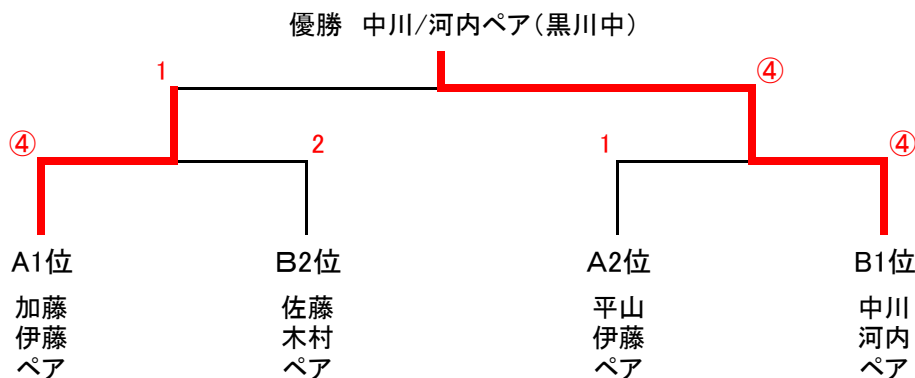 優勝 中川/河内ペア(黒川中)
1 ④
④ 2 1 ④
A1位 B2位 A2位 B1位
加藤 佐藤 平山 中川
伊藤 木村 伊藤 河内
ペア ペア ペア ペア